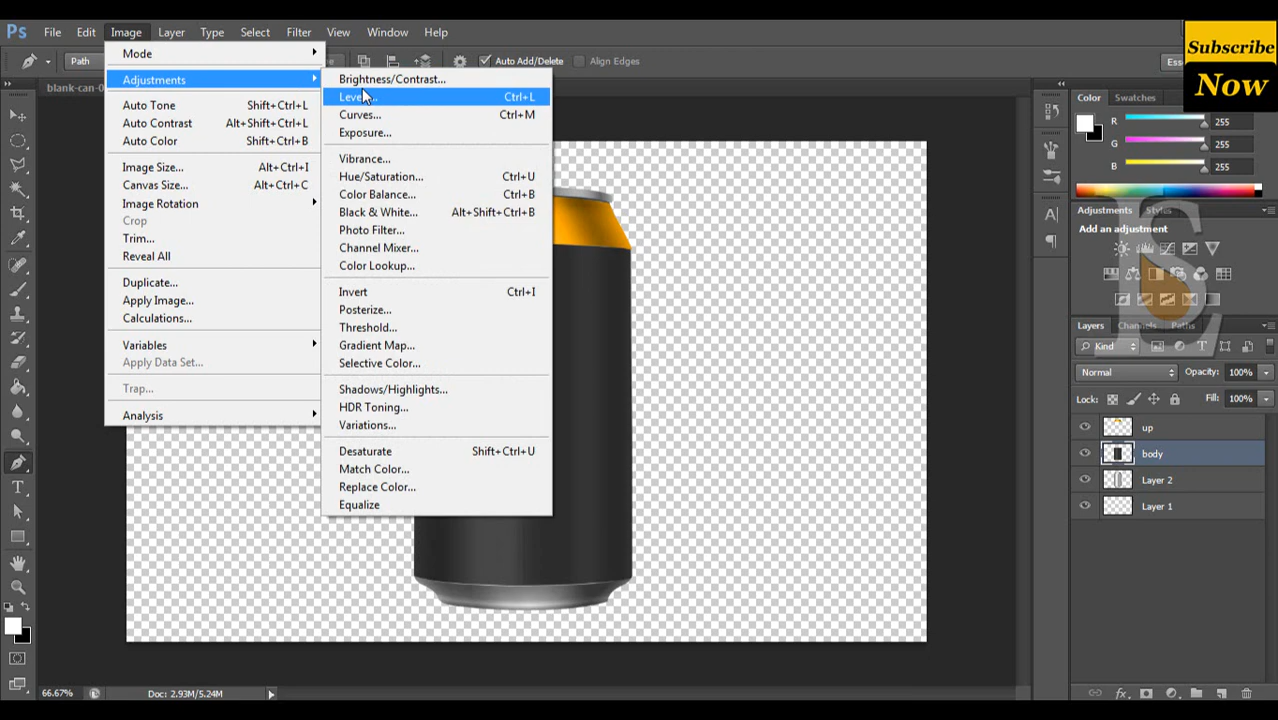 Ps File Edit Image Layer Type Select Filter View Window Help
Subscribe
Now
Path
Auto Add/Delete
Align Edges
blank-can-0
Mode
Adjustments
Auto Tone Shift+Ctrl+L
Auto Contrast Alt+Shift+Ctrl+L
Auto Color Shift+Ctrl+B
Image Size... Alt+Ctrl+I
Canvas Size... Alt+Ctrl+C
Image Rotation
Crop
Trim...
Reveal All
Duplicate...
Apply Image...
Calculations...
Variables
Apply Data Set...
Trap...
Analysis
Brightness/Contrast...
Levels... Ctrl+L
Curves... Ctrl+M
Exposure...
Vibrance...
Hue/Saturation... Ctrl+U
Color Balance... Ctrl+B
Black & White... Alt+Shift+Ctrl+B
Photo Filter...
Channel Mixer...
Color Lookup...
Invert Ctrl+I
Posterize...
Threshold...
Gradient Map...
Selective Color...
Shadows/Highlights...
HDR Toning...
Variations...
Desaturate Shift+Ctrl+U
Match Color...
Replace Color...
Equalize
Color Swatches
R 255
G 255
B 255
Adjustments Styles
Add an adjustment
Layers Channels Paths
Kind
Normal Opacity: 100%
Lock: Fill: 100%
up
body
Layer 2
Layer 1
66.67% Doc: 2.93M/5.24M